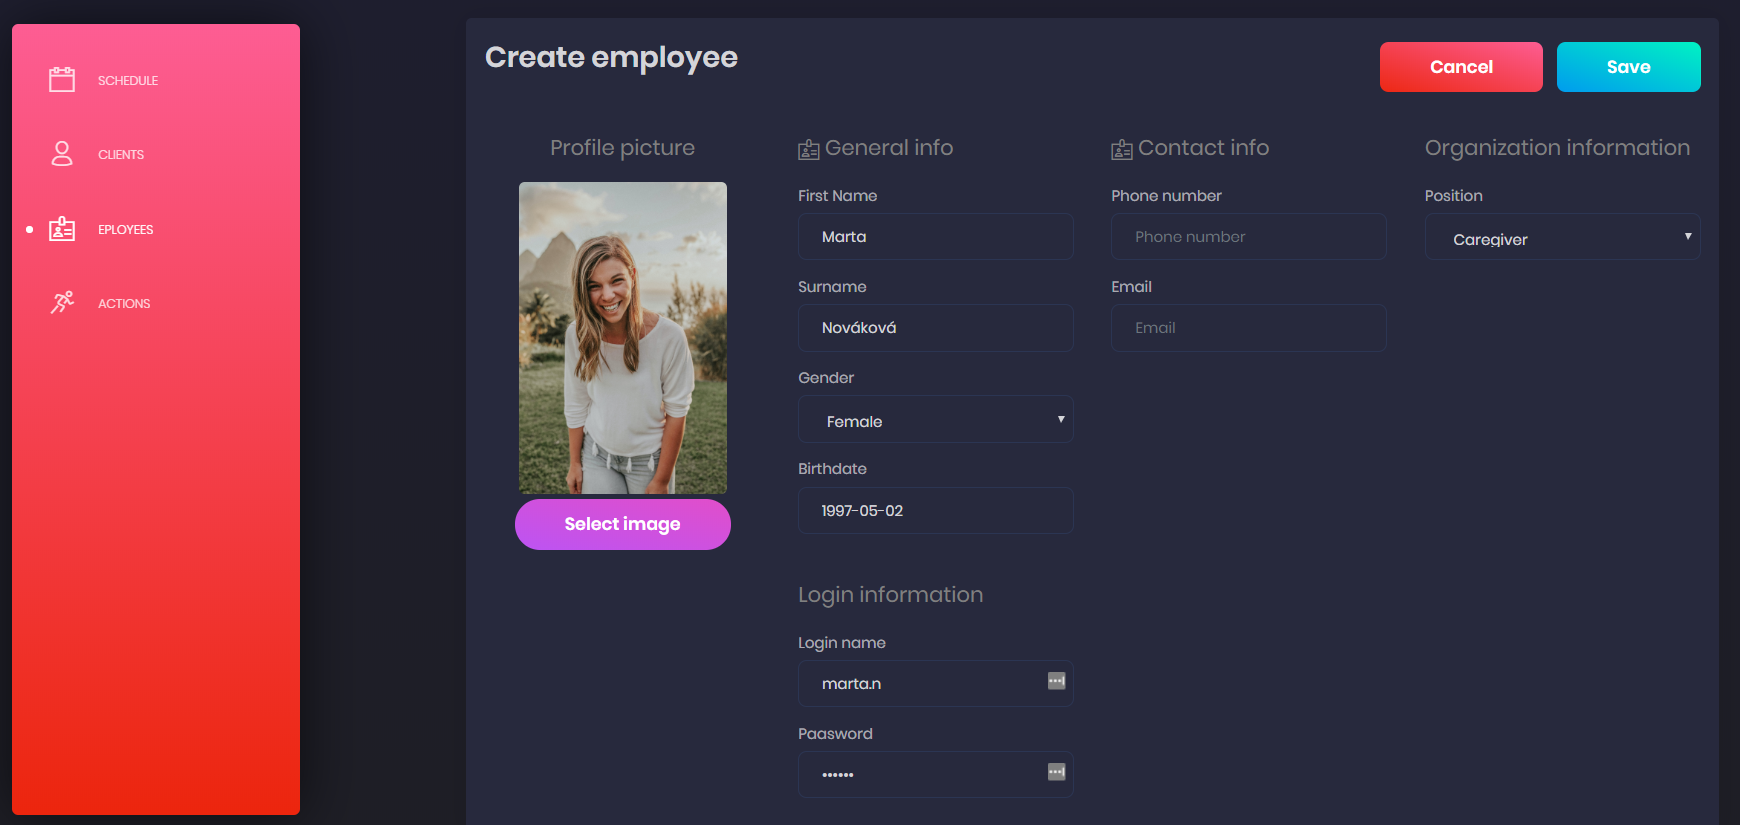 SCHEDULE
CLIENTS
EPLOYEES
ACTIONS
Create employee
Cancel
Save
Profile picture
Select image
General info
First Name
Marta
Surname
Nováková
Gender
Female
Birthdate
1997-05-02
Login information
Login name
marta.n
Paasword
••••••
Contact info
Phone number
Phone number
Email
Email
Organization information
Position
Caregiver